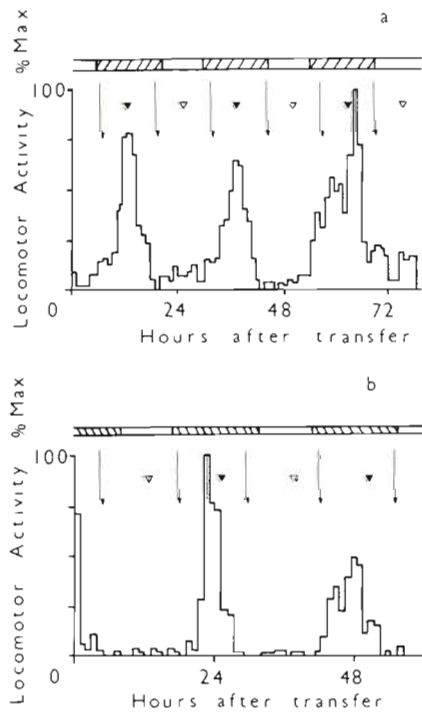 a
Locomotor Activity % Max
100
0
0 24 48 72
Hours after transfer
b
Locomotor Activity % Max
100
0
24 48
Hours after transfer